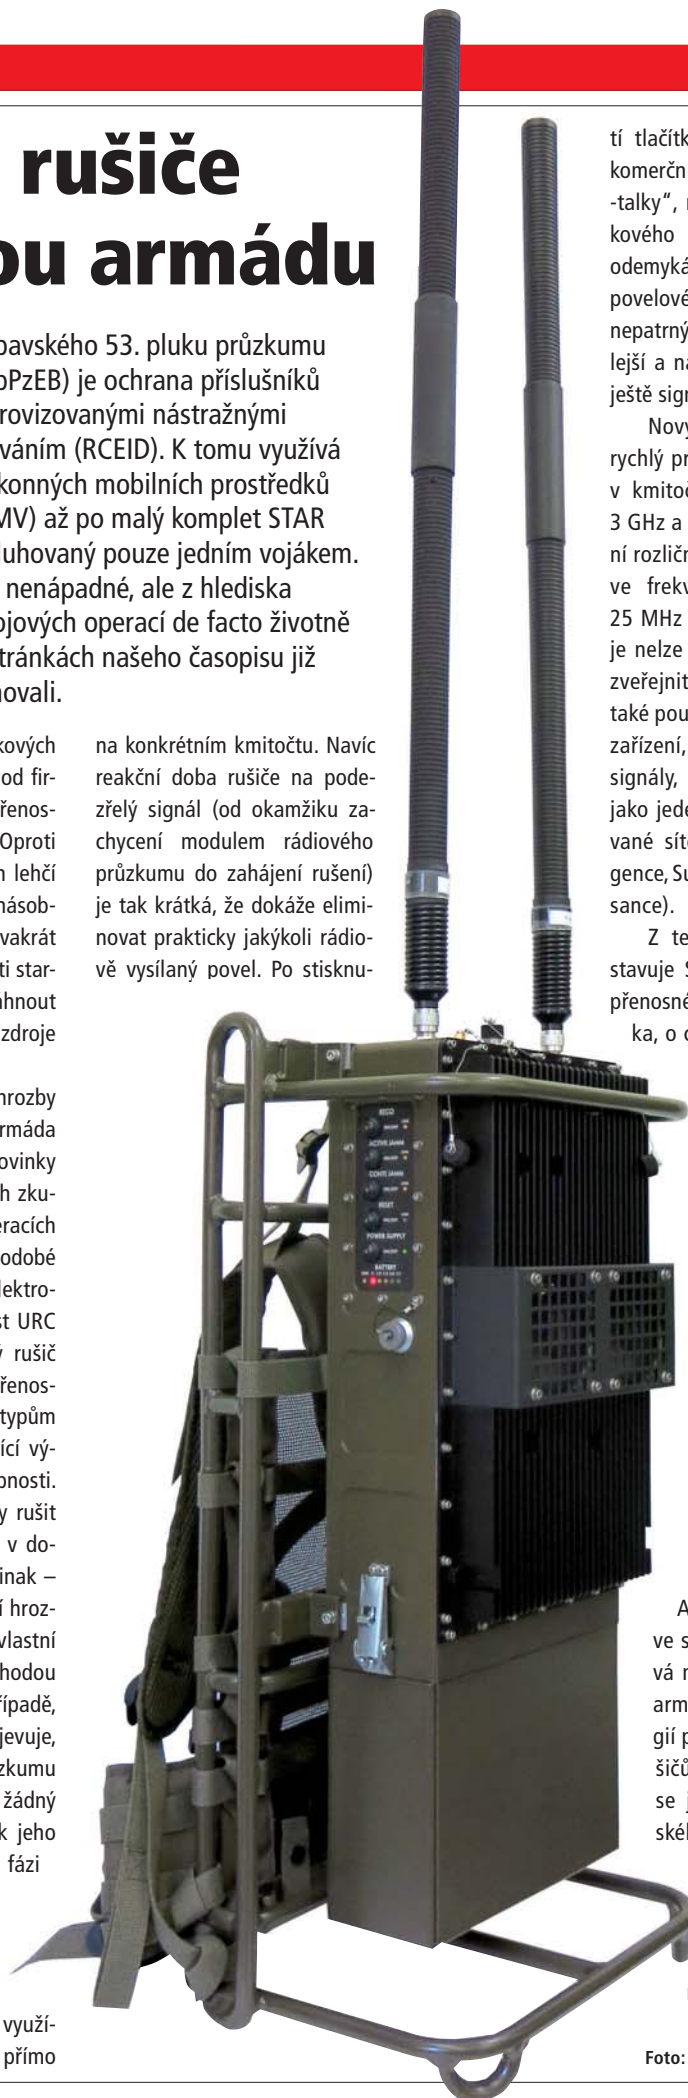 rušiče
ou armádu
bavského 53. pluku průzkumu
bPzEB) je ochrana příslušníků
rovizovanými nástražnými
váním (RCEID). K tomu využívá
konných mobilních prostředků
MV) až po malý komplet STAR
luhovaný pouze jedním vojákem.
nenápadné, ale z hlediska
ojových operací de facto životně
tránkách našeho časopisu již
novali.
kových
od fir-
řenos-
Oproti
n lehčí
násob-
vakrát
ti star-
áhnout
zdroje
hrozby
rmáda
ovinky
h zku-
eracích
odobé
lektro-
st URC
ý rušič
řenos-
typům
ící vý-
pnosti.
y rušit
v do-
inak –
í hroz-
vlastní
hodou
řípadě,
jevuje,
zkumu
žádný
k jeho
fázi
využí-
přímo
na konkrétním kmitočtu. Navíc
reakční doba rušiče na pode-
zřelý signál (od okamžiku za-
chycení modulem rádiového
průzkumu do zahájení rušení)
je tak krátká, že dokáže elimi-
novat prakticky jakýkoli rádio-
vě vysílaný povel. Po stisknu-
tí tlačítk
komerčn
-talky“,
kového
odemyká
povelové
nepatrný
lejší a na
ještě sign
Nový
rychlý pr
v kmitoč
3 GHz a
ní rozličn
ve frekv
25 MHz
je nelze
zveřejnit
také pou
zařízení,
signály,
jako jede
vané sít
gence, Su
sance).
Z te
stavuje S
přenosné
ka, o
A
ve s
vá
arm
gií p
šičů
se j
ské
RECO
ACTIVE JAMM
CONTI JAMM
RESET
POWER SUPPLY
BATTERY
Foto: